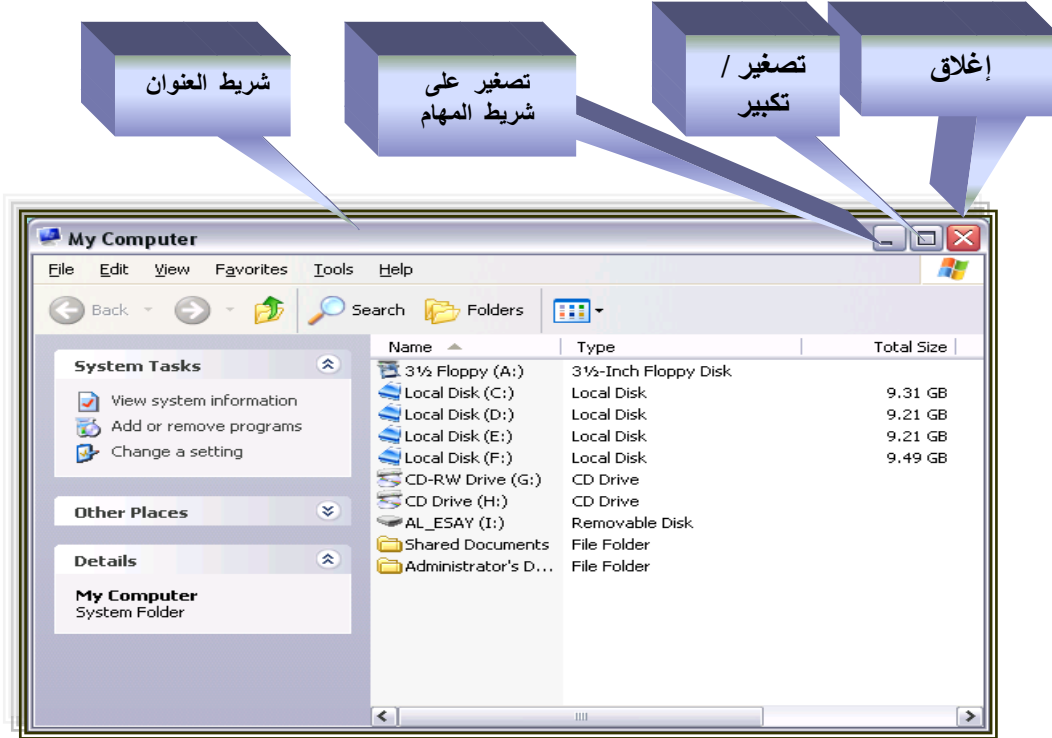 شريط العنوان
تصغير على
شريط المهام
تصغير /
تكبير
إغلاق
My Computer
File Edit View Favorites Tools Help
Back Search Folders
Name Type Total Size
System Tasks
View system information
Add or remove programs
Change a setting
Other Places
Details
My Computer
System Folder
3½ Floppy (A:) 3½-Inch Floppy Disk
Local Disk (C:) Local Disk 9.31 GB
Local Disk (D:) Local Disk 9.21 GB
Local Disk (E:) Local Disk 9.21 GB
Local Disk (F:) Local Disk 9.49 GB
CD-RW Drive (G:) CD Drive
CD Drive (H:) CD Drive
AL_ESAY (I:) Removable Disk
Shared Documents File Folder
Administrator's D... File Folder